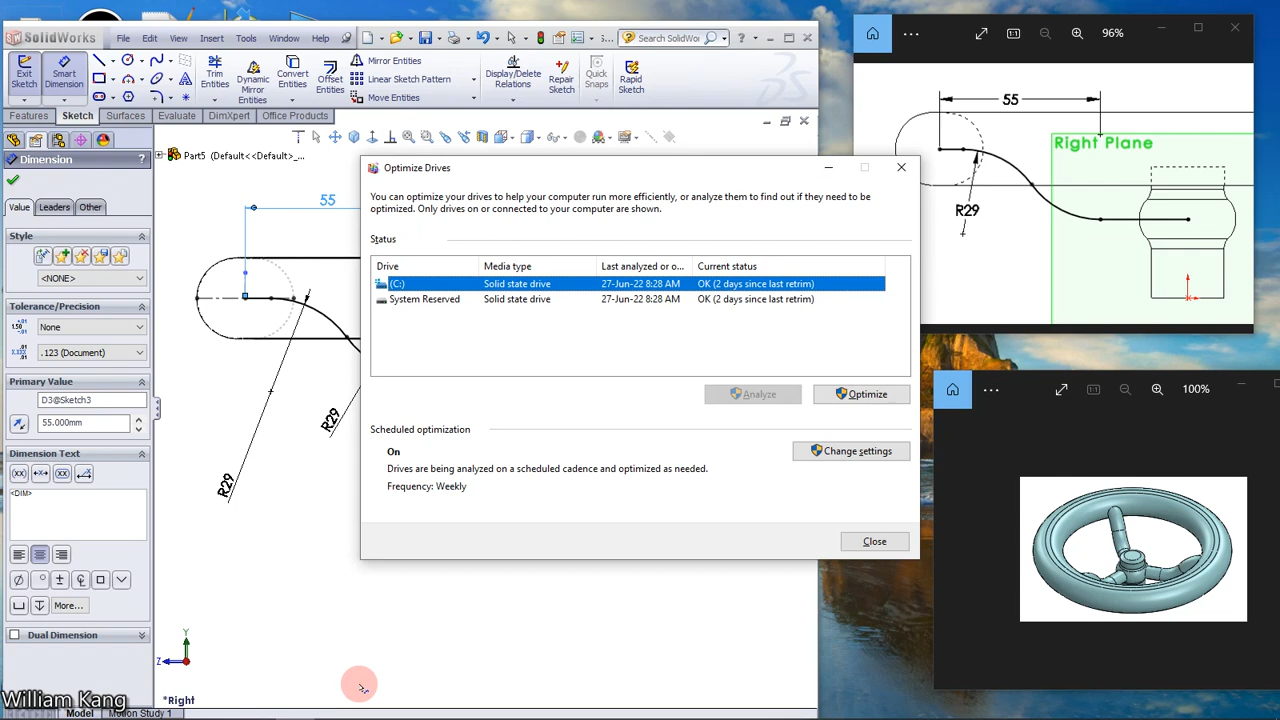 SolidWorks
File Edit View Insert Tools Window Help
Search SolidWo
96%
Exit Sketch
Smart Dimension
Trim Entities
Dynamic Mirror Entities
Convert Entities
Offset Entities
Mirror Entities
Linear Sketch Pattern
Move Entities
Display/Delete Relations
Repair Sketch
Quick Snaps
Rapid Sketch
Features Sketch Surfaces Evaluate DimXpert Office Products
Part5 (Default<<Default>_...
Dimension
?
Value Leaders Other
Style
<NONE>
Tolerance/Precision
None
.123 (Document)
Primary Value
D3@Sketch3
55.000mm
Dimension Text
<DIM>
More...
Dual Dimension
55
R29
R29
Z
Y
*Right
William Kang
Model Motion Study 1
Optimize Drives
You can optimize your drives to help your computer run more efficiently, or analyze them to find out if they need to be
optimized. Only drives on or connected to your computer are shown.
Status
Drive Media type Last analyzed or o... Current status
(C:) Solid state drive 27-Jun-22 8:28 AM OK (2 days since last retrim)
System Reserved Solid state drive 27-Jun-22 8:28 AM OK (2 days since last retrim)
Analyze Optimize
Scheduled optimization
On
Change settings
Drives are being analyzed on a scheduled cadence and optimized as needed.
Frequency: Weekly
Close
55
Right Plane
R29
100%